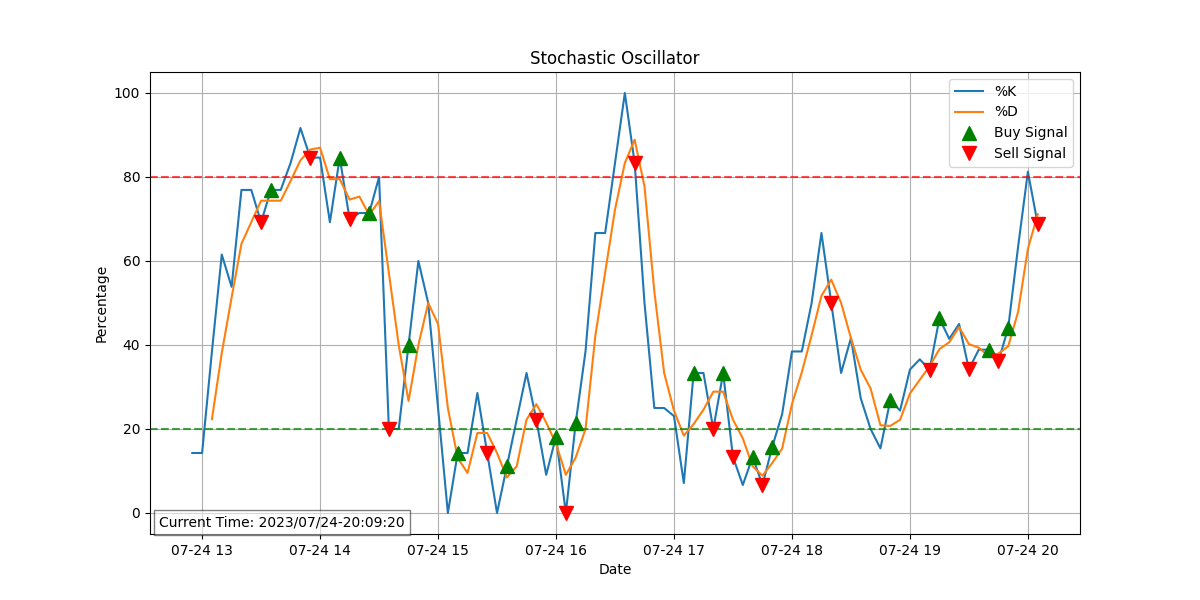 Stochastic Oscillator
%K
%D
Buy Signal
Sell Signal
Percentage
100
80
60
40
20
0
Current Time: 2023/07/24-20:09:20
07-24 13 07-24 14 07-24 15 07-24 16 07-24 17 07-24 18 07-24 19 07-24 20
Date